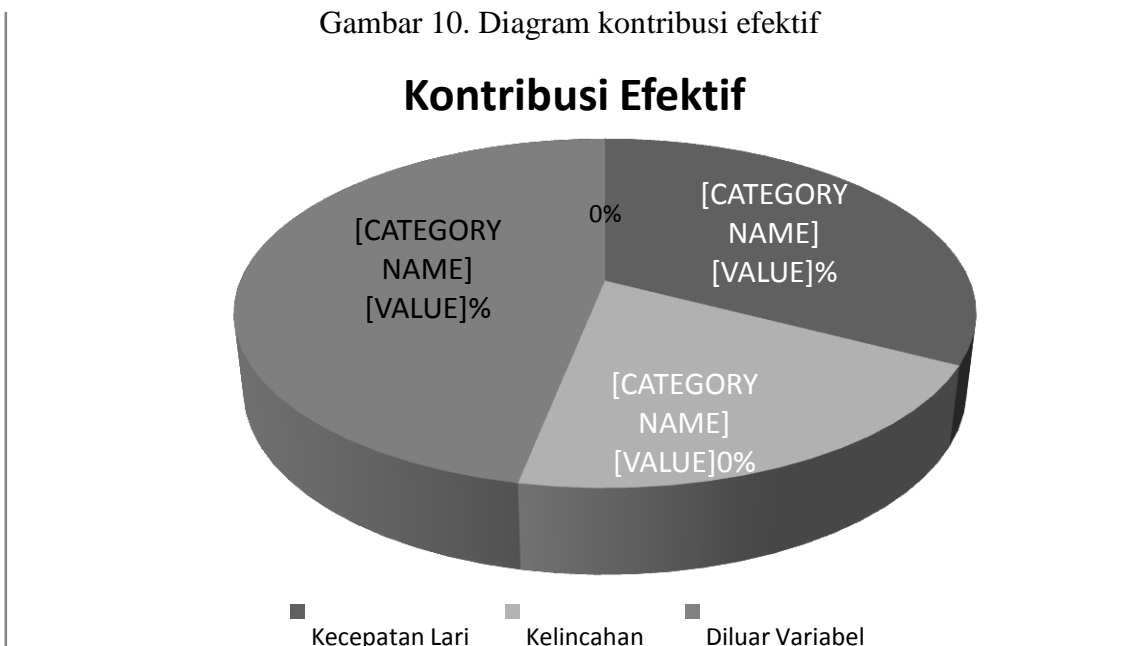 Gambar 10. Diagram kontribusi efektif
Kontribusi Efektif
0%
[CATEGORY
NAME]
[VALUE]%
[CATEGORY
NAME]
[VALUE]%
[CATEGORY
NAME]
[VALUE]0%
Kecepatan Lari
Kelincahan
Diluar Variabel